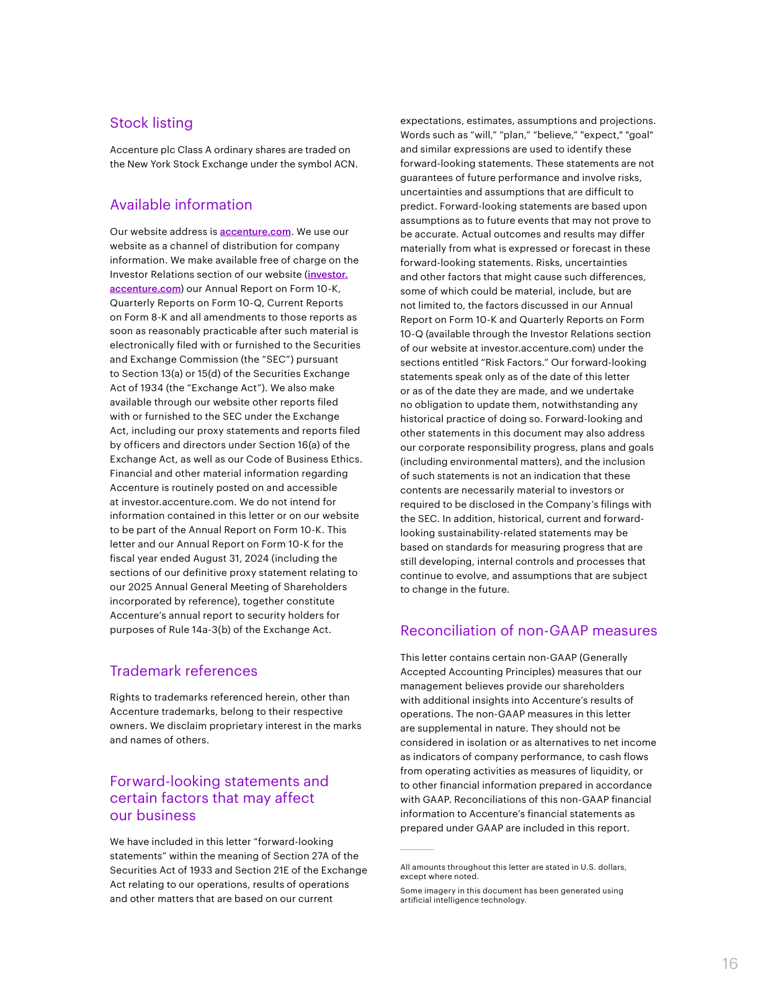 Stock listing
Accenture plc Class A ordinary shares are traded on
the New York Stock Exchange under the symbol ACN.
Available information
Our website address is accenture.com. We use our
website as a channel of distribution for company
information. We make available free of charge on the
Investor Relations section of our website (investor.
accenture.com) our Annual Report on Form 10-K,
Quarterly Reports on Form 10-Q, Current Reports
on Form 8-K and all amendments to those reports as
soon as reasonably practicable after such material is
electronically filed with or furnished to the Securities
and Exchange Commission (the “SEC”) pursuant
to Section 13(a) or 15(d) of the Securities Exchange
Act of 1934 (the “Exchange Act”). We also make
available through our website other reports filed
with or furnished to the SEC under the Exchange
Act, including our proxy statements and reports filed
by officers and directors under Section 16(a) of the
Exchange Act, as well as our Code of Business Ethics.
Financial and other material information regarding
Accenture is routinely posted on and accessible
at investor.accenture.com. We do not intend for
information contained in this letter or on our website
to be part of the Annual Report on Form 10-K. This
letter and our Annual Report on Form 10-K for the
fiscal year ended August 31, 2024 (including the
sections of our definitive proxy statement relating to
our 2025 Annual General Meeting of Shareholders
incorporated by reference), together constitute
Accenture’s annual report to security holders for
purposes of Rule 14a-3(b) of the Exchange Act.
Trademark references
Rights to trademarks referenced herein, other than
Accenture trademarks, belong to their respective
owners. We disclaim proprietary interest in the marks
and names of others.
Forward-looking statements and
certain factors that may affect
our business
We have included in this letter “forward-looking
statements” within the meaning of Section 27A of the
Securities Act of 1933 and Section 21E of the Exchange
Act relating to our operations, results of operations
and other matters that are based on our current
expectations, estimates, assumptions and projections.
Words such as “will,” “plan,” “believe,” "expect," "goal"
and similar expressions are used to identify these
forward-looking statements. These statements are not
guarantees of future performance and involve risks,
uncertainties and assumptions that are difficult to
predict. Forward-looking statements are based upon
assumptions as to future events that may not prove to
be accurate. Actual outcomes and results may differ
materially from what is expressed or forecast in these
forward-looking statements. Risks, uncertainties
and other factors that might cause such differences,
some of which could be material, include, but are
not limited to, the factors discussed in our Annual
Report on Form 10-K and Quarterly Reports on Form
10-Q (available through the Investor Relations section
of our website at investor.accenture.com) under the
sections entitled “Risk Factors.” Our forward-looking
statements speak only as of the date of this letter
or as of the date they are made, and we undertake
no obligation to update them, notwithstanding any
historical practice of doing so. Forward-looking and
other statements in this document may also address
our corporate responsibility progress, plans and goals
(including environmental matters), and the inclusion
of such statements is not an indication that these
contents are necessarily material to investors or
required to be disclosed in the Company’s filings with
the SEC. In addition, historical, current and forward-
looking sustainability-related statements may be
based on standards for measuring progress that are
still developing, internal controls and processes that
continue to evolve, and assumptions that are subject
to change in the future.
Reconciliation of non-GAAP measures
This letter contains certain non-GAAP (Generally
Accepted Accounting Principles) measures that our
management believes provide our shareholders
with additional insights into Accenture’s results of
operations. The non-GAAP measures in this letter
are supplemental in nature. They should not be
considered in isolation or as alternatives to net income
as indicators of company performance, to cash flows
from operating activities as measures of liquidity, or
to other financial information prepared in accordance
with GAAP. Reconciliations of this non-GAAP financial
information to Accenture’s financial statements as
prepared under GAAP are included in this report.
All amounts throughout this letter are stated in U.S. dollars,
except where noted.
Some imagery in this document has been generated using
artificial intelligence technology.
16